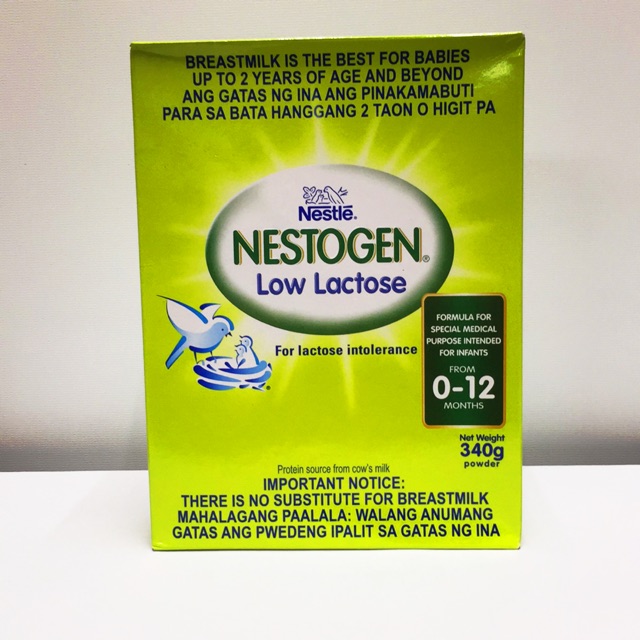 BREASTMILK IS THE BEST FOR BABIES
UP TO 2 YEARS OF AGE AND BEYOND
ANG GATAS NG INA ANG PINAKAMABUTI
PARA SA BATA HANGGANG 2 TAON O HIGIT PA
Nestlé®
NESTOGEN®
Low Lactose
For lactose intolerance
FORMULA FOR
SPECIAL MEDICAL
PURPOSE INTENDED
FOR INFANTS
FROM
0-12
MONTHS
Net Weight
340g
powder
Protein source from cow's milk
IMPORTANT NOTICE:
THERE IS NO SUBSTITUTE FOR BREASTMILK
MAHALAGANG PAALALA: WALANG ANUMANG
GATAS ANG PWEDENG IPALIT SA GATAS NG INA